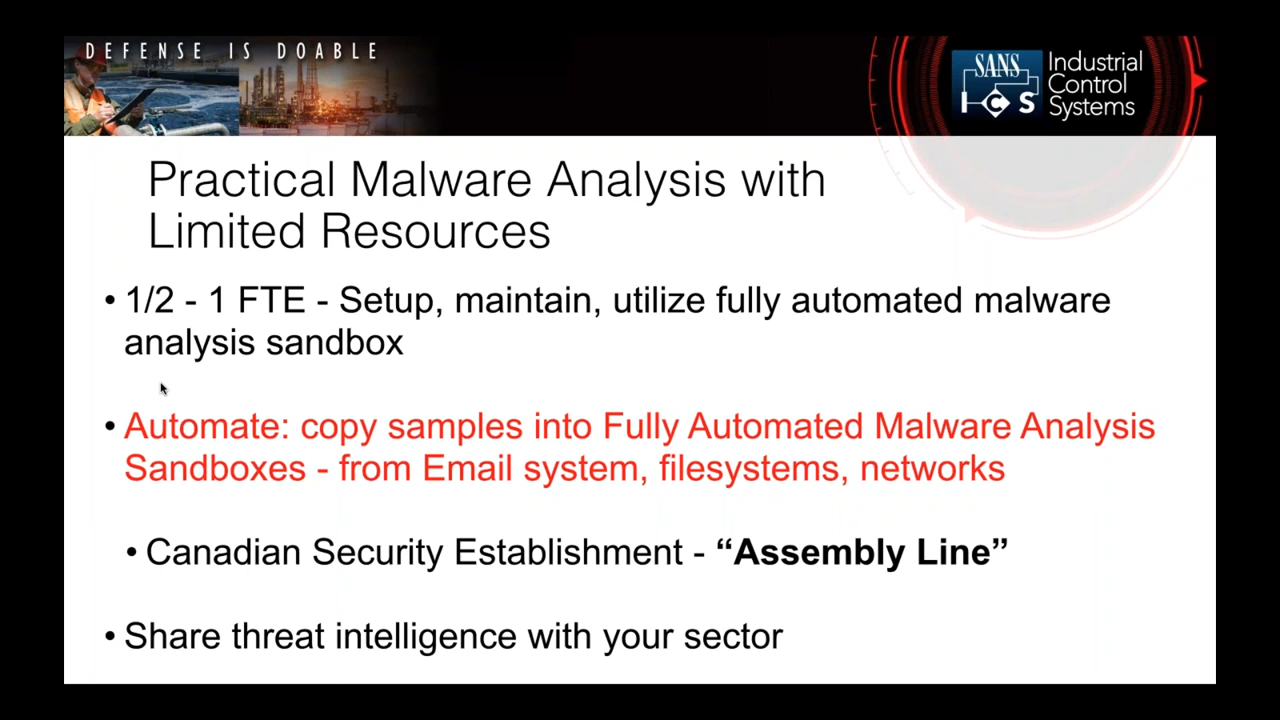 DEFENSE IS DOABLE
SANS
ICS
Industrial
Control
Systems
Practical Malware Analysis with
Limited Resources
• 1/2 - 1 FTE - Setup, maintain, utilize fully automated malware
analysis sandbox
• Automate: copy samples into Fully Automated Malware Analysis
Sandboxes - from Email system, filesystems, networks
• Canadian Security Establishment - “Assembly Line”
• Share threat intelligence with your sector